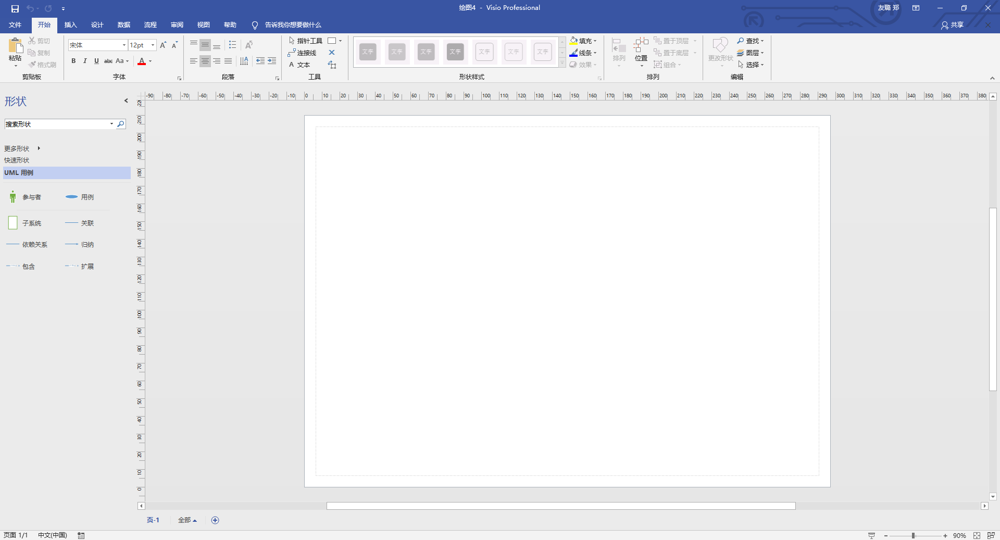 绘图4 - Visio Professional
友璐 郑
文件 开始 插入 设计 数据 流程 审阅 视图 帮助 告诉我你想要做什么 共享
粘贴
剪切
复制
格式刷
剪贴板
宋体 12pt
B I U abc Aa A
字体
段落
指针工具
连接线
A 文本
工具
文字 文字 文字 文字 文字 文字 文字
形状样式
填充
线条
效果
排列
位置
置于顶层
置于底层
组合
排列
更改形状
查找
图层
选择
编辑
形状
搜索形状
更多形状
快速形状
UML 用例
参与者 用例
子系统 关联
依赖关系 归纳
包含 扩展
-90 -80 -70 -60 -50 -40 -30 -20 -10 0 10 20 30 40 50 60 70 80 90 100 110 120 130 140 150 160 170 180 190 200 210 220 230 240 250 260 270 280 290 300 310 320 330 340 350 360 370 380
210
200
190
180
170
160
150
140
130
120
110
100
90
80
70
60
50
40
30
20
10
0
页-1 全部
页面 1/1 中文(中国) 90%